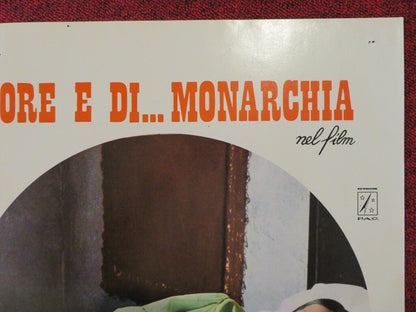 ORE E DI... MONARCHIA
nel film
P.A.C.